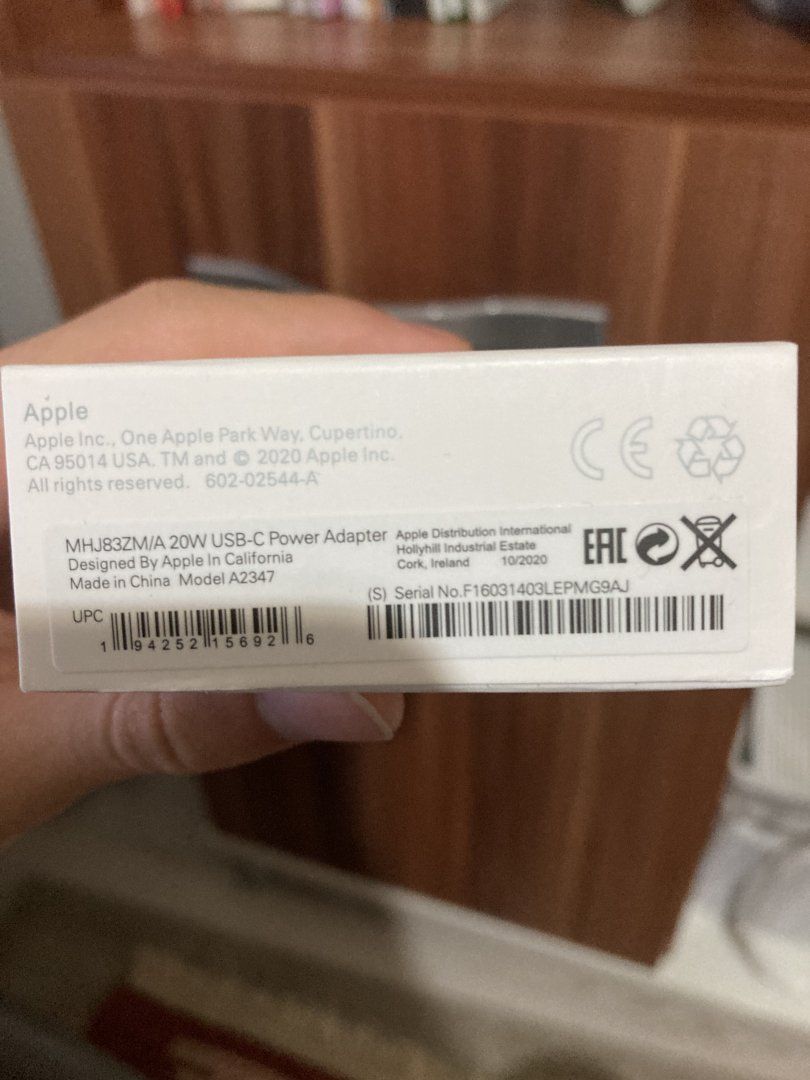 Apple
Apple Inc., One Apple Park Way, Cupertino,
CA 95014 USA. TM and © 2020 Apple Inc.
All rights reserved. 602-02544-A
CE
MHJ83ZM/A 20W USB-C Power Adapter
Designed By Apple In California
Made in China Model A2347
Apple Distribution International
Hollyhill Industrial Estate
Cork, Ireland 10/2020
EAC
(S) Serial No.F16031403LEPMG9AJ
UPC
1 94252 15692 6